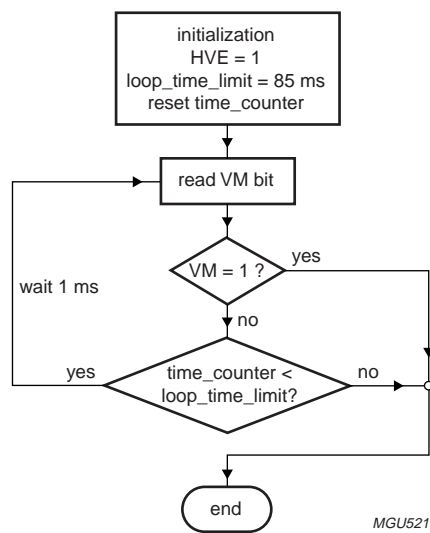 initialization
HVE = 1
loop_time_limit = 85 ms
reset time_counter
read VM bit
VM = 1 ?
yes
wait 1 ms
no
yes
time_counter <
loop_time_limit?
no
end
MGU521